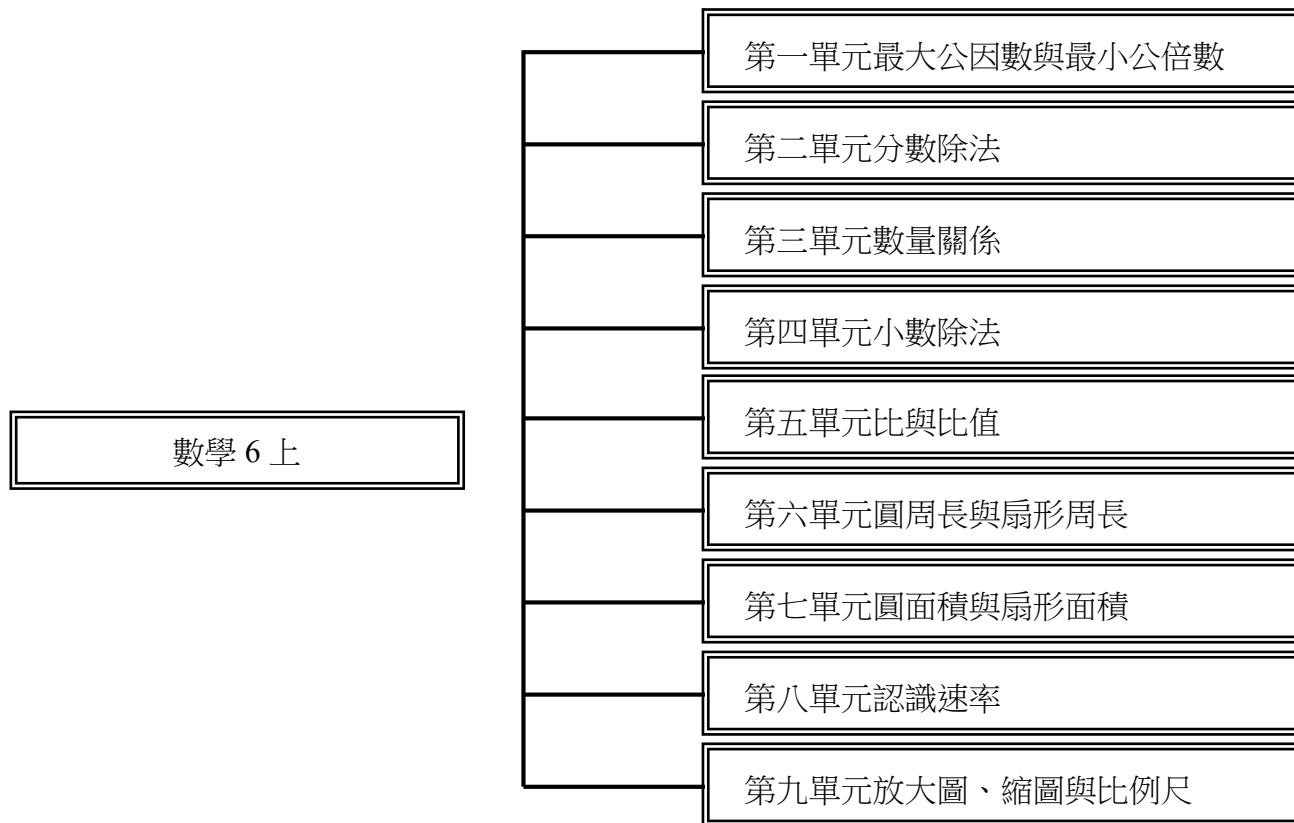 第一單元最大公因數與最小公倍數
第二單元分數除法
第三單元數量關係
第四單元小數除法
第五單元比與比值
數學 6 上
第六單元圓周長與扇形周長
第七單元圓面積與扇形面積
第八單元認識速率
第九單元放大圖、縮圖與比例尺